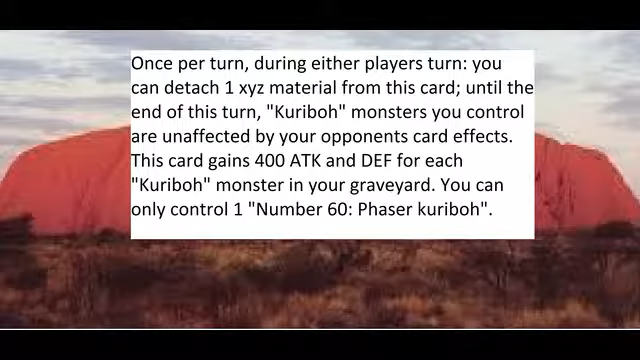 Once per turn, during either players turn: you
can detach 1 xyz material from this card; until the
end of this turn, "Kuriboh" monsters you control
are unaffected by your opponents card effects.
This card gains 400 ATK and DEF for each
"Kuriboh" monster in your graveyard. You can
only control 1 "Number 60: Phaser kuriboh".